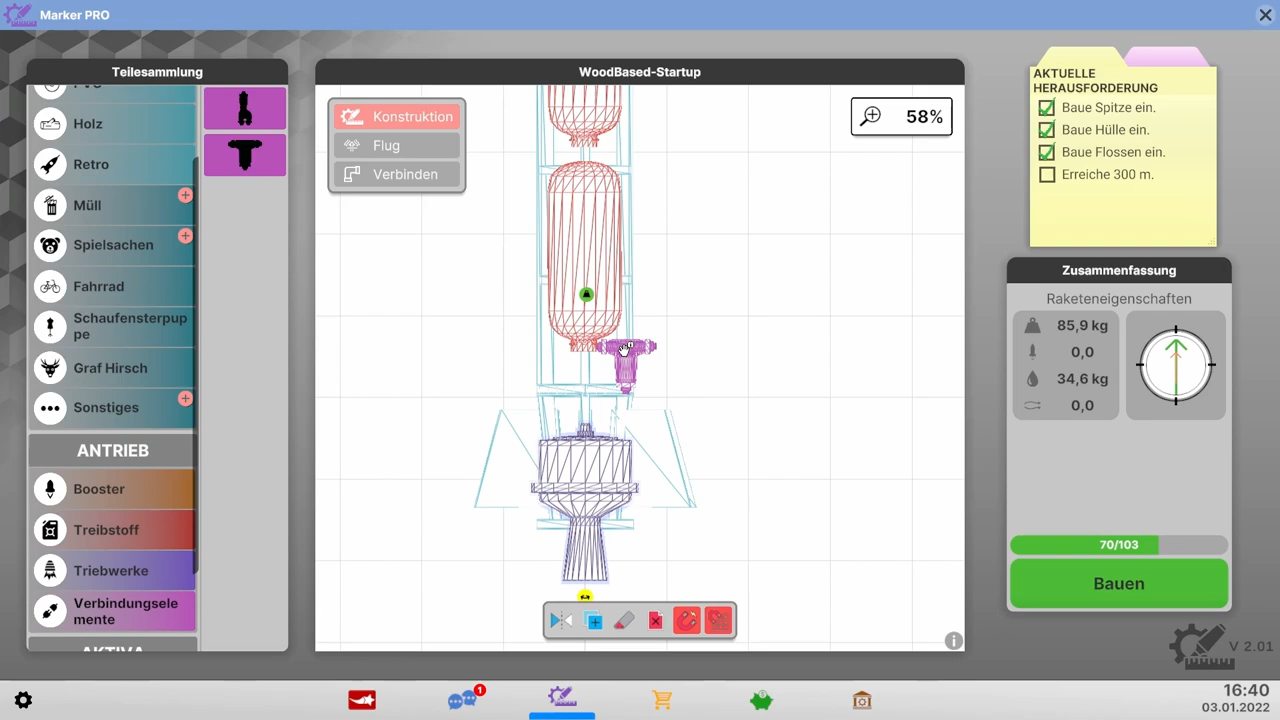 Marker PRO
Teilesammlung
PVC
Holz
Retro
Müll
Spielsachen
Fahrrad
Schaufensterpup
pe
Graf Hirsch
Sonstiges
ANTRIEB
Booster
Treibstoff
Triebwerke
Verbindungsele
mente
AKTIVA
WoodBased-Startup
Konstruktion
Flug
Verbinden
58%
AKTUELLE
HERAUSFORDERUNG
Baue Spitze ein.
Baue Hülle ein.
Baue Flossen ein.
Erreiche 300 m.
Zusammenfassung
Raketeneigenschaften
85,9 kg
0,0
34,6 kg
0,0
70/103
Bauen
V 2.01
1
16:40
03.01.2022